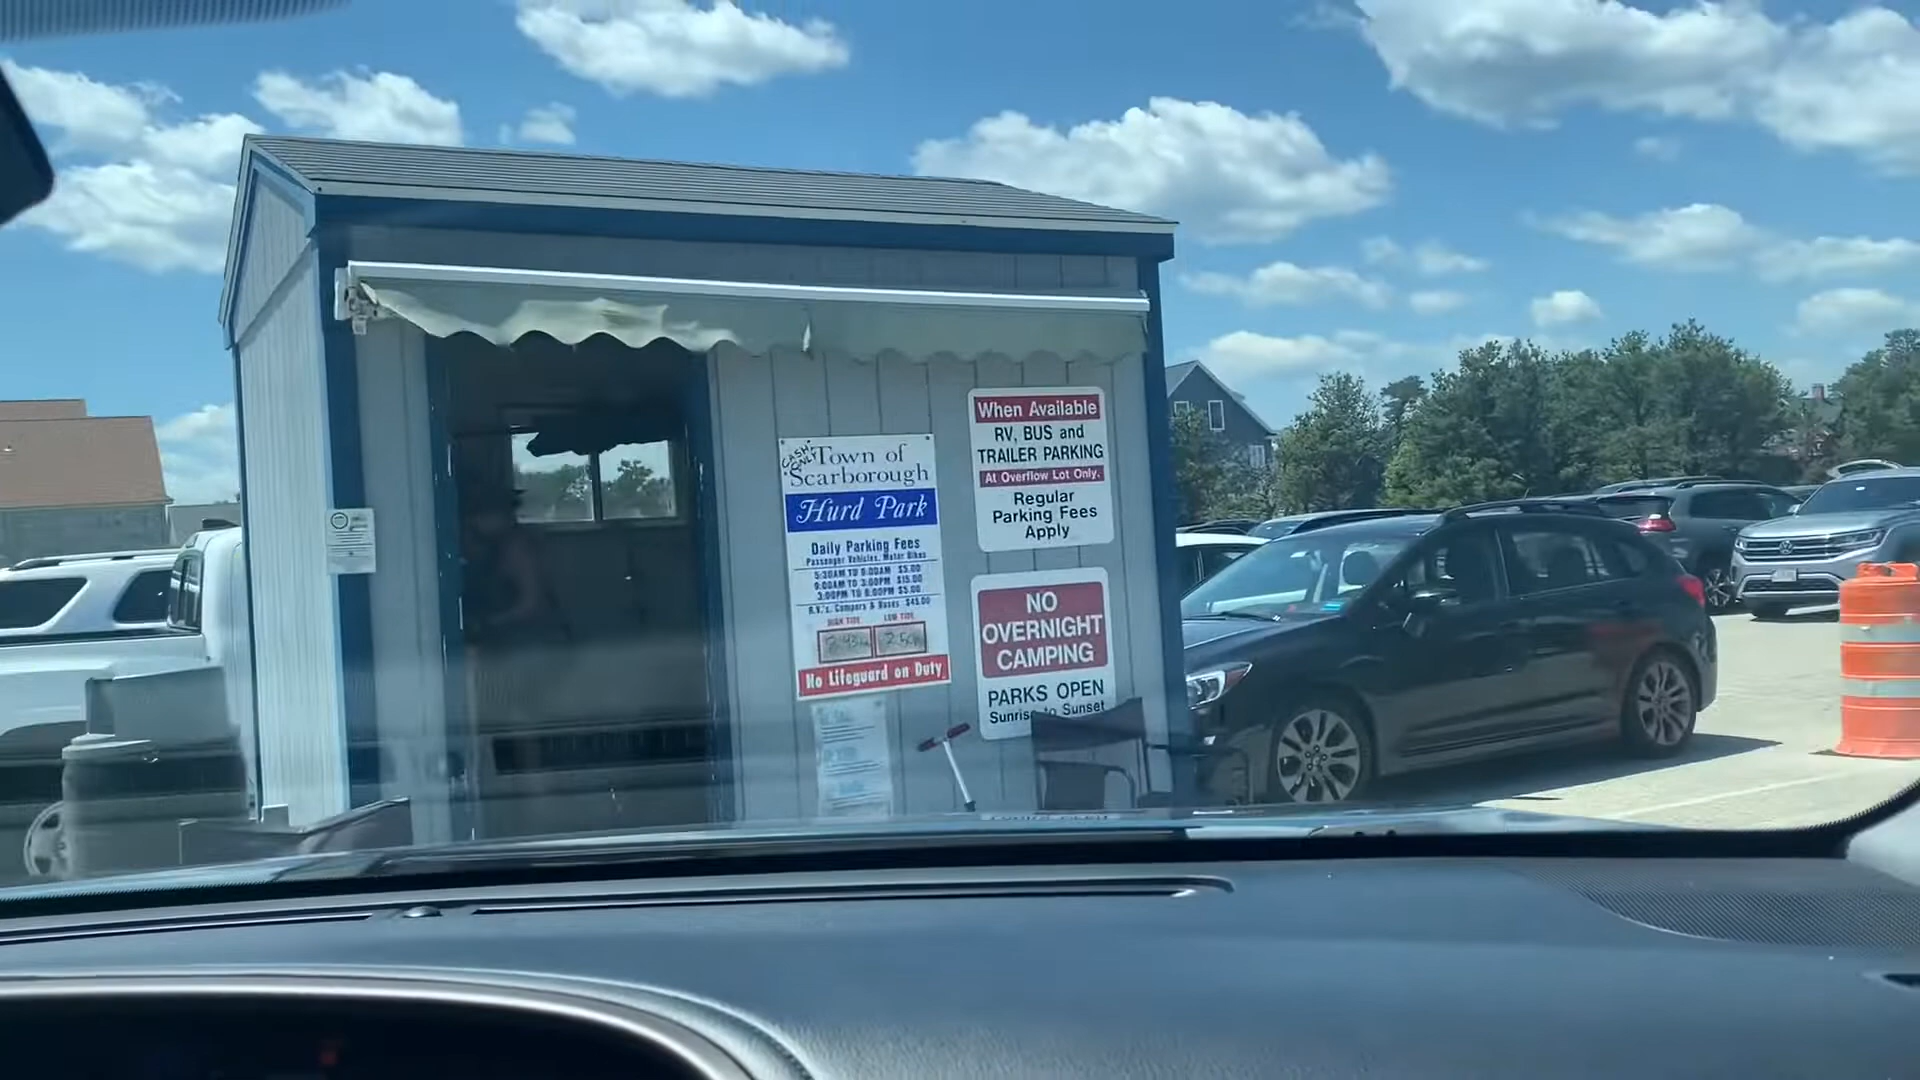 CASH
ONLY
Town of
Scarborough
Hurd Park
Daily Parking Fees
Passenger Vehicles, Motor Bikes
5:30AM TO 9:00AM $5.00
9:00AM TO 3:00PM $15.00
3:00PM TO 8:00PM $5.00
R.V.'s, Campers & Buses $45.00
HIGH TIDE LOW TIDE
No Lifeguard on Duty
When Available
RV, BUS and
TRAILER PARKING
At Overflow Lot Only.
Regular
Parking Fees
Apply
NO
OVERNIGHT
CAMPING
PARKS OPEN
Sunrise to Sunset